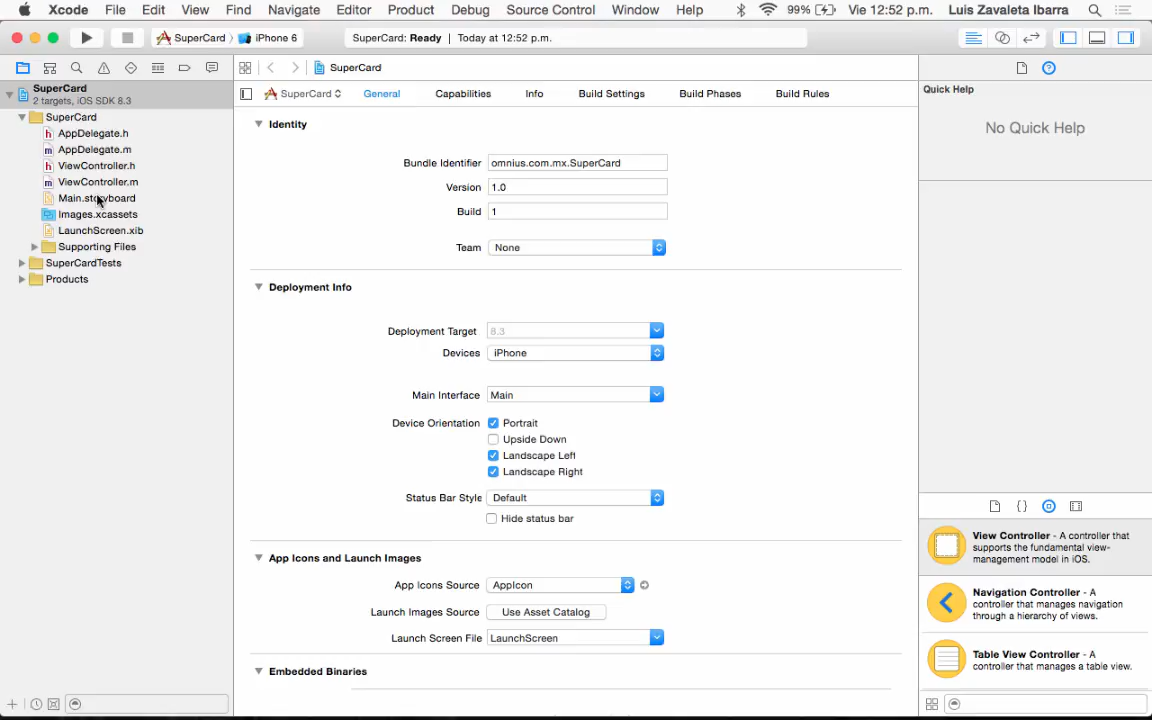 Xcode File Edit View Find Navigate Editor Product Debug Source Control Window Help 99% Vie 12:52 p.m. Luis Zavaleta Ibarra
SuperCard iPhone 6 SuperCard: Ready | Today at 12:52 p.m.
SuperCard
SuperCard
2 targets, iOS SDK 8.3
SuperCard
h AppDelegate.h
m AppDelegate.m
h ViewController.h
m ViewController.m
Main.storyboard
Images.xcassets
LaunchScreen.xib
Supporting Files
SuperCardTests
Products
SuperCard General Capabilities Info Build Settings Build Phases Build Rules
Identity
Bundle Identifier omnius.com.mx.SuperCard
Version 1.0
Build 1
Team None
Deployment Info
Deployment Target 8.3
Devices iPhone
Main Interface Main
Device Orientation Portrait
Upside Down
Landscape Left
Landscape Right
Status Bar Style Default
Hide status bar
App Icons and Launch Images
App Icons Source AppIcon
Launch Images Source Use Asset Catalog
Launch Screen File LaunchScreen
Embedded Binaries
Quick Help
No Quick Help
{ }
View Controller - A controller that
supports the fundamental view-
management model in iOS.
Navigation Controller - A
controller that manages navigation
through a hierarchy of views.
Table View Controller - A
controller that manages a table view.